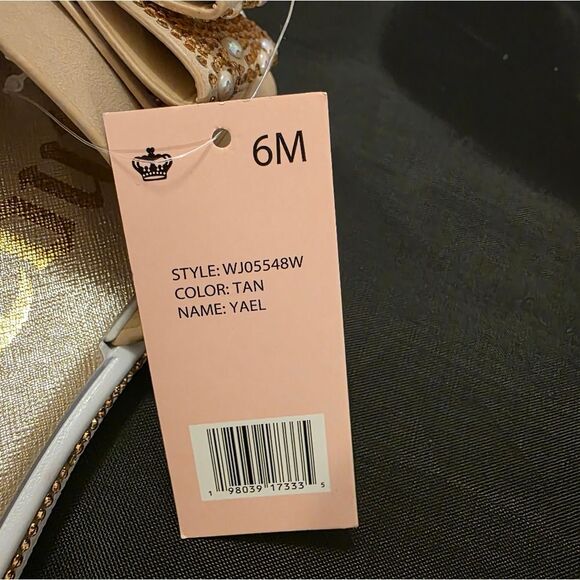 6M
STYLE: WJ05548W
COLOR: TAN
NAME: YAEL
1 98039 17333 5